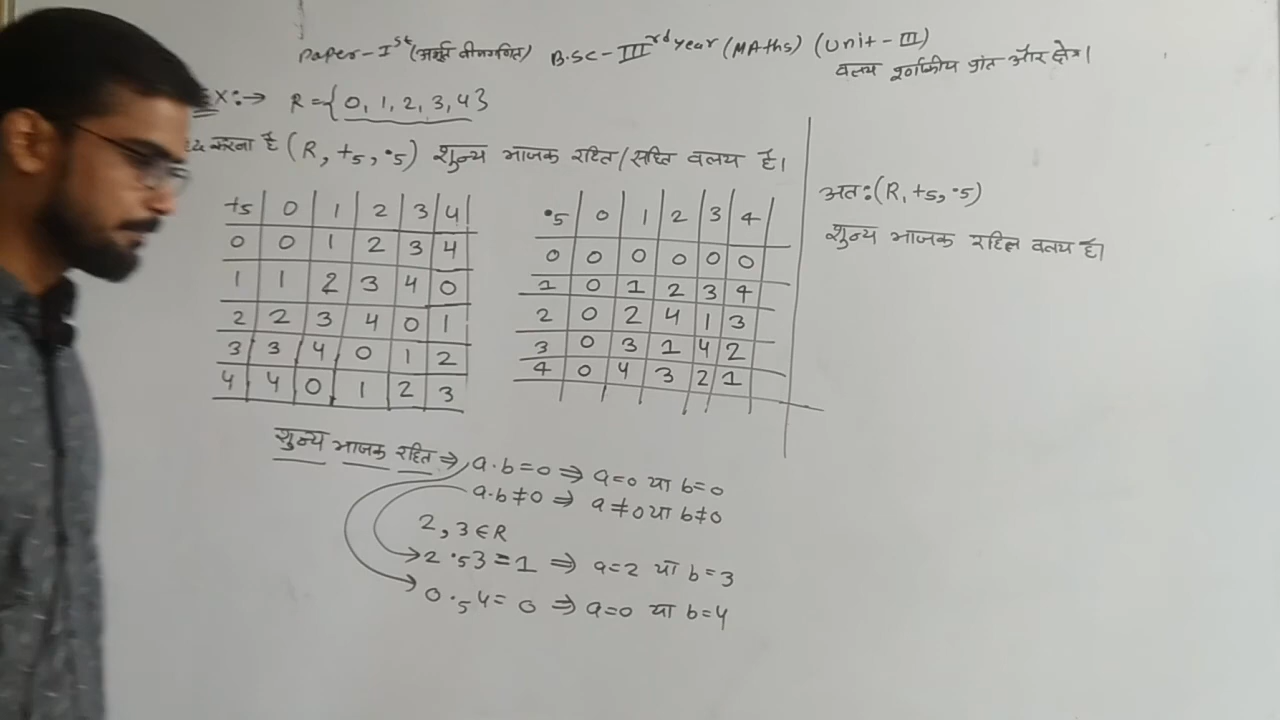 Paper-Ist (अमूर्त बीजगणित) B.SC-IIIrd year (MAths) (Unit-III)
वलय पूर्णांकीय प्रांत और क्षेत्र।
EX:→ R={0, 1, 2, 3, 4}
करना है (R, +5, ·5) शून्य भाजक रहित/सहित वलय है।
+5 0 1 2 3 4
0 0 1 2 3 4
1 1 2 3 4 0
2 2 3 4 0 1
3 3 4 0 1 2
4 4 0 1 2 3
·5 0 1 2 3 4
0 0 0 0 0 0
1 0 1 2 3 4
2 0 2 4 1 3
3 0 3 1 4 2
4 0 4 3 2 1
अतः(R, +5, ·5)
शून्य भाजक रहित वलय है।
शून्य भाजक रहित ⇒ a·b=0 ⇒ a=0 या b=0
a·b≠0 ⇒ a≠0 या b≠0
2, 3 ∈ R
2 ·5 3 = 1 ⇒ a=2 या b=3
0 ·5 4 = 0 ⇒ a=0 या b=4